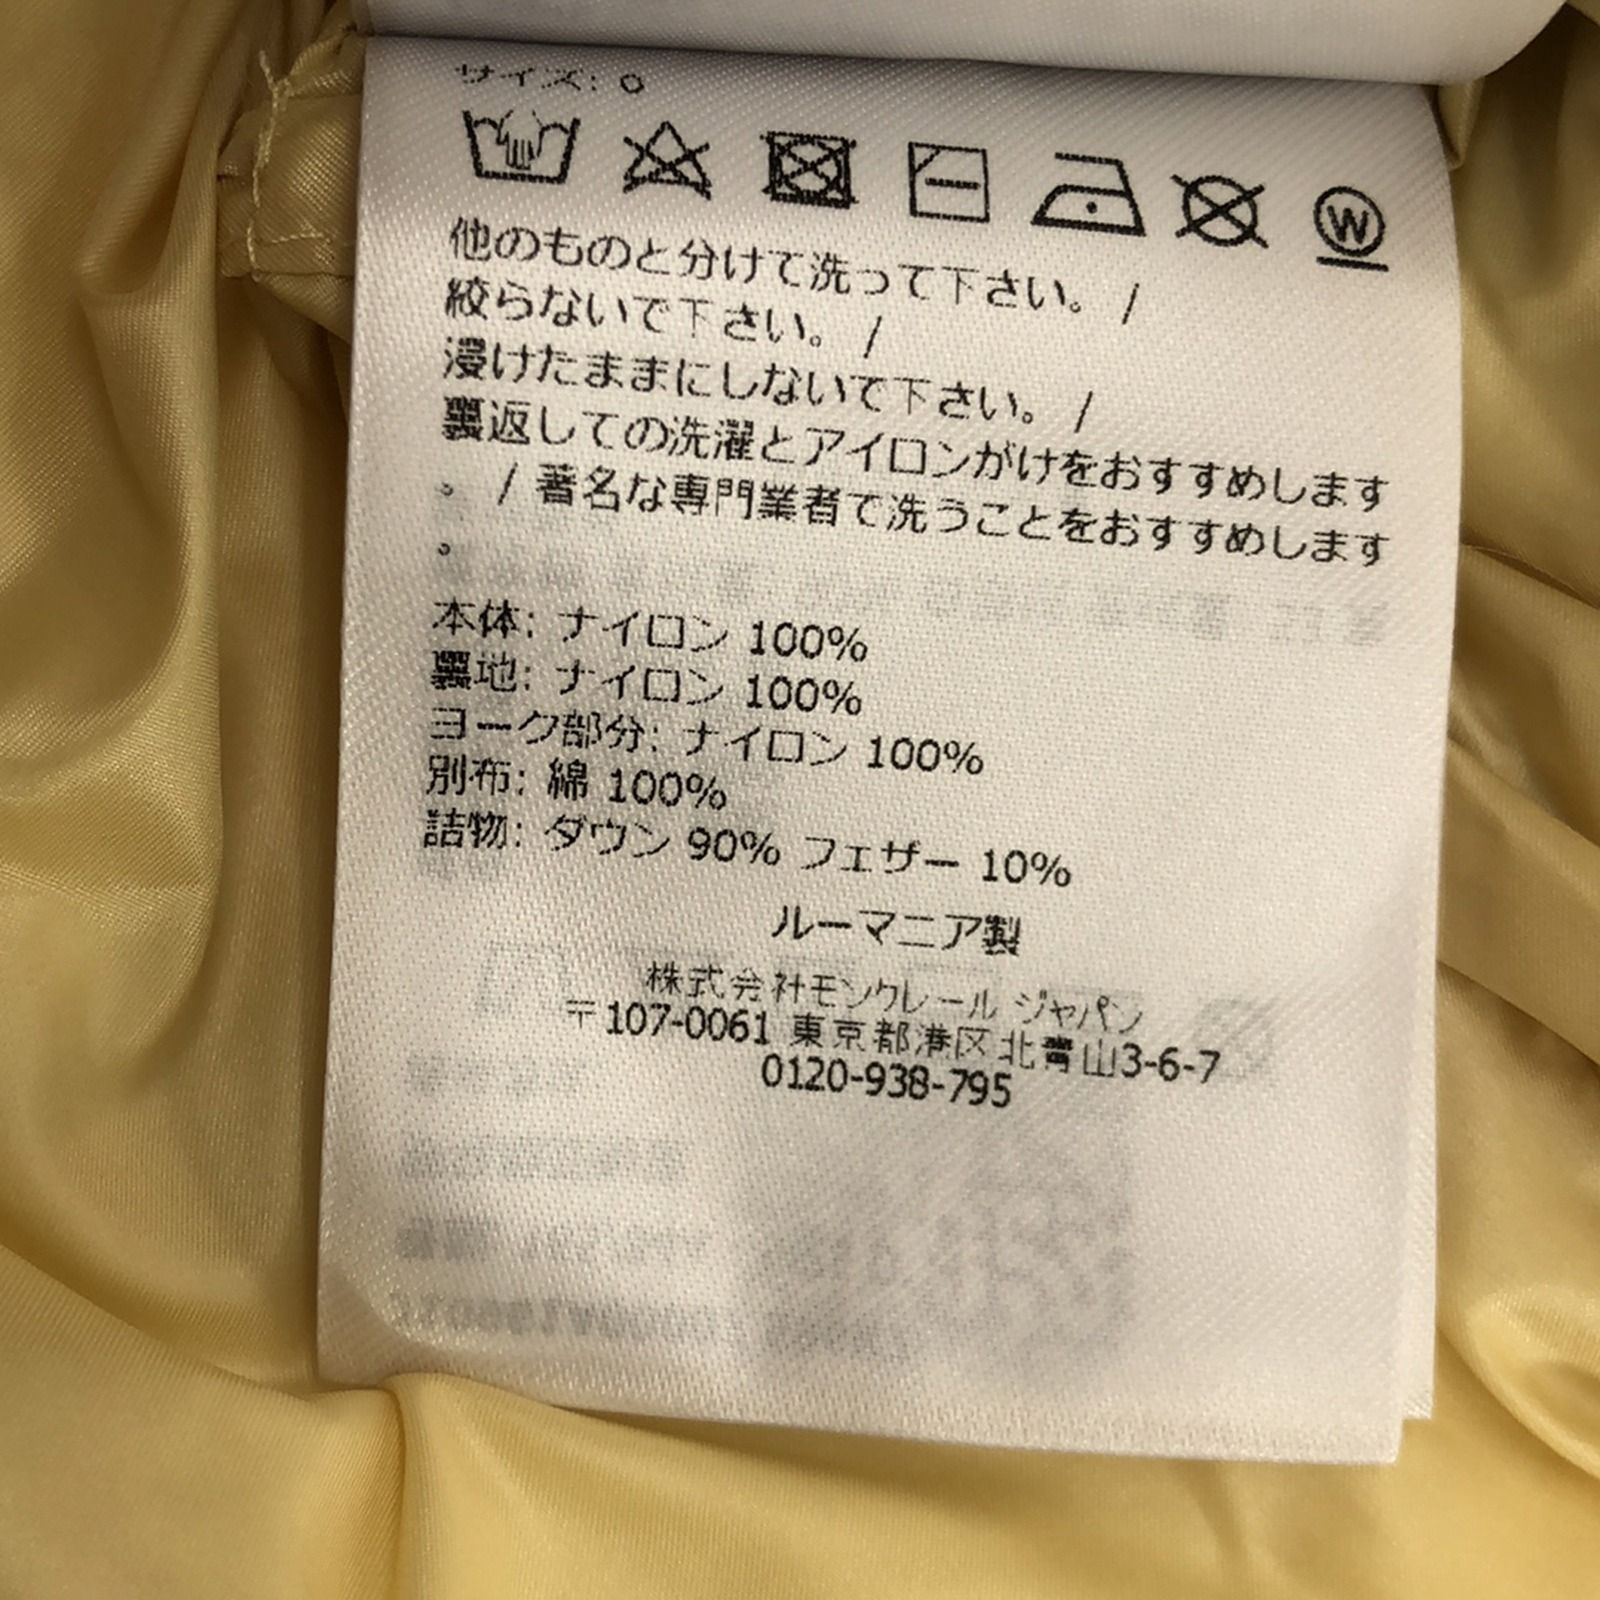 サイズ: 0
W
他のものと分けて洗って下さい。 /
絞らないで下さい。 /
浸けたままにしないで下さい。 /
裏返しての洗濯とアイロンがけをおすすめします
。 / 著名な専門業者で洗うことをおすすめします
。
本体: ナイロン 100%
裏地: ナイロン 100%
ヨーク部分: ナイロン 100%
別布: 綿 100%
詰物: ダウン 90% フェザー 10%
ルーマニア製
株式会社モンクレール ジャパン
〒107-0061 東京都港区北青山3-6-7
0120-938-795